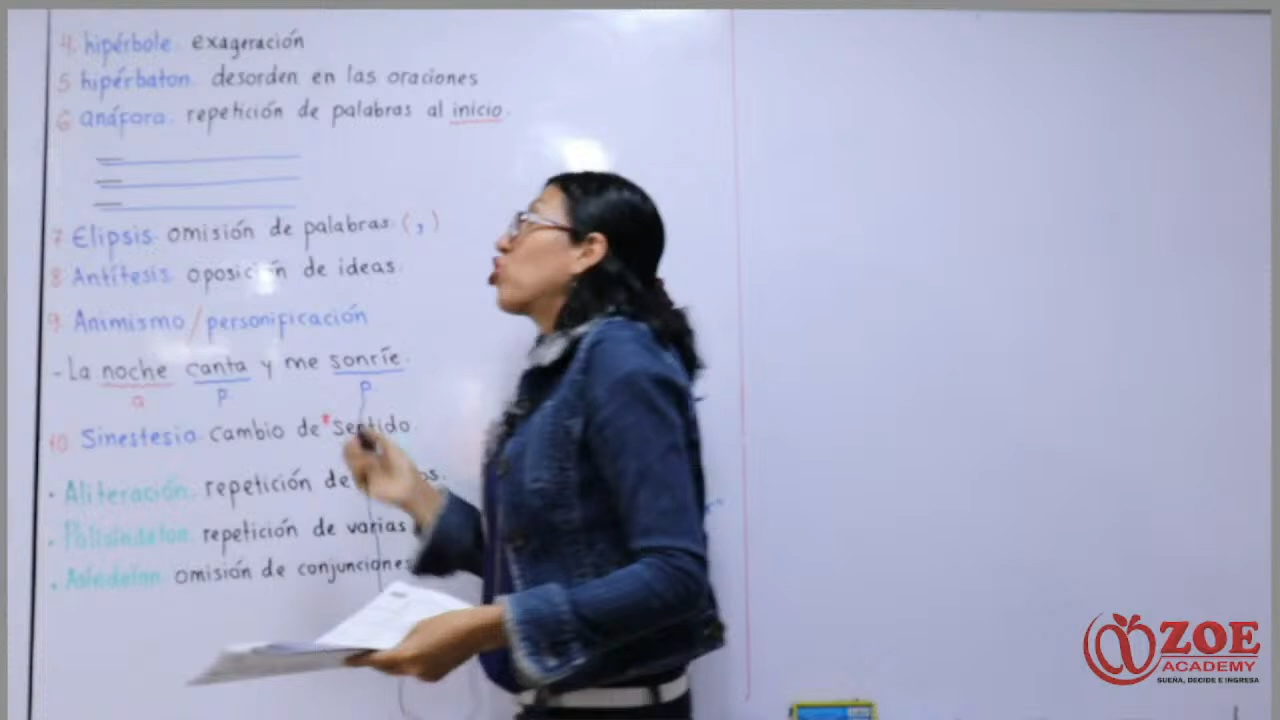 4. hipérbole. exageración
5 hipérbaton. desorden en las oraciones
6 anáfora. repetición de palabras al inicio.
7 Elipsis. omisión de palabras (,)
8 Antítesis. oposición de ideas.
9 Animismo / personificación
- La noche canta y me sonríe.
a p. p
10 Sinestesia. cambio de * sentido.
• Aliteración. repetición de
• Polisíndeton. repetición de varias
• Asíndeton. omisión de conjunciones
ZOE
ACADEMY
SUEÑA, DECIDE E INGRESA